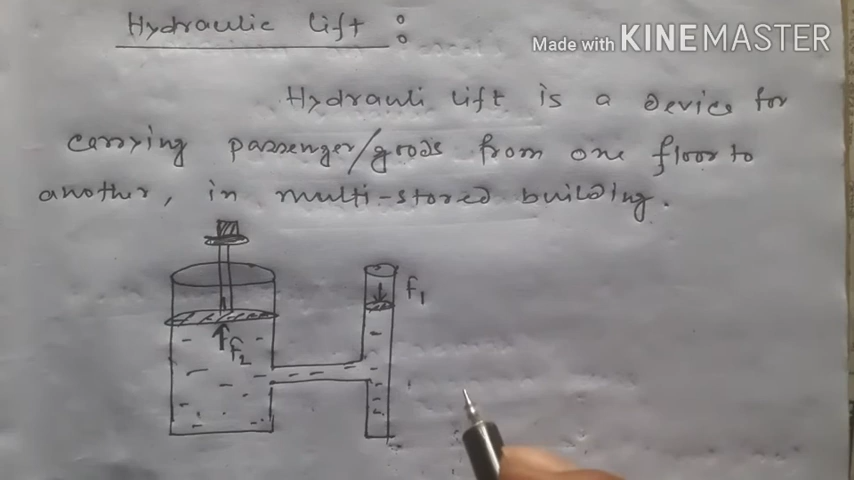 Hydraulic lift :
Made with KINEMASTER
Hydrauli lift is a Device for
carrying passenger/goods from one floor to
another, in multi-stored building.
f1
f2